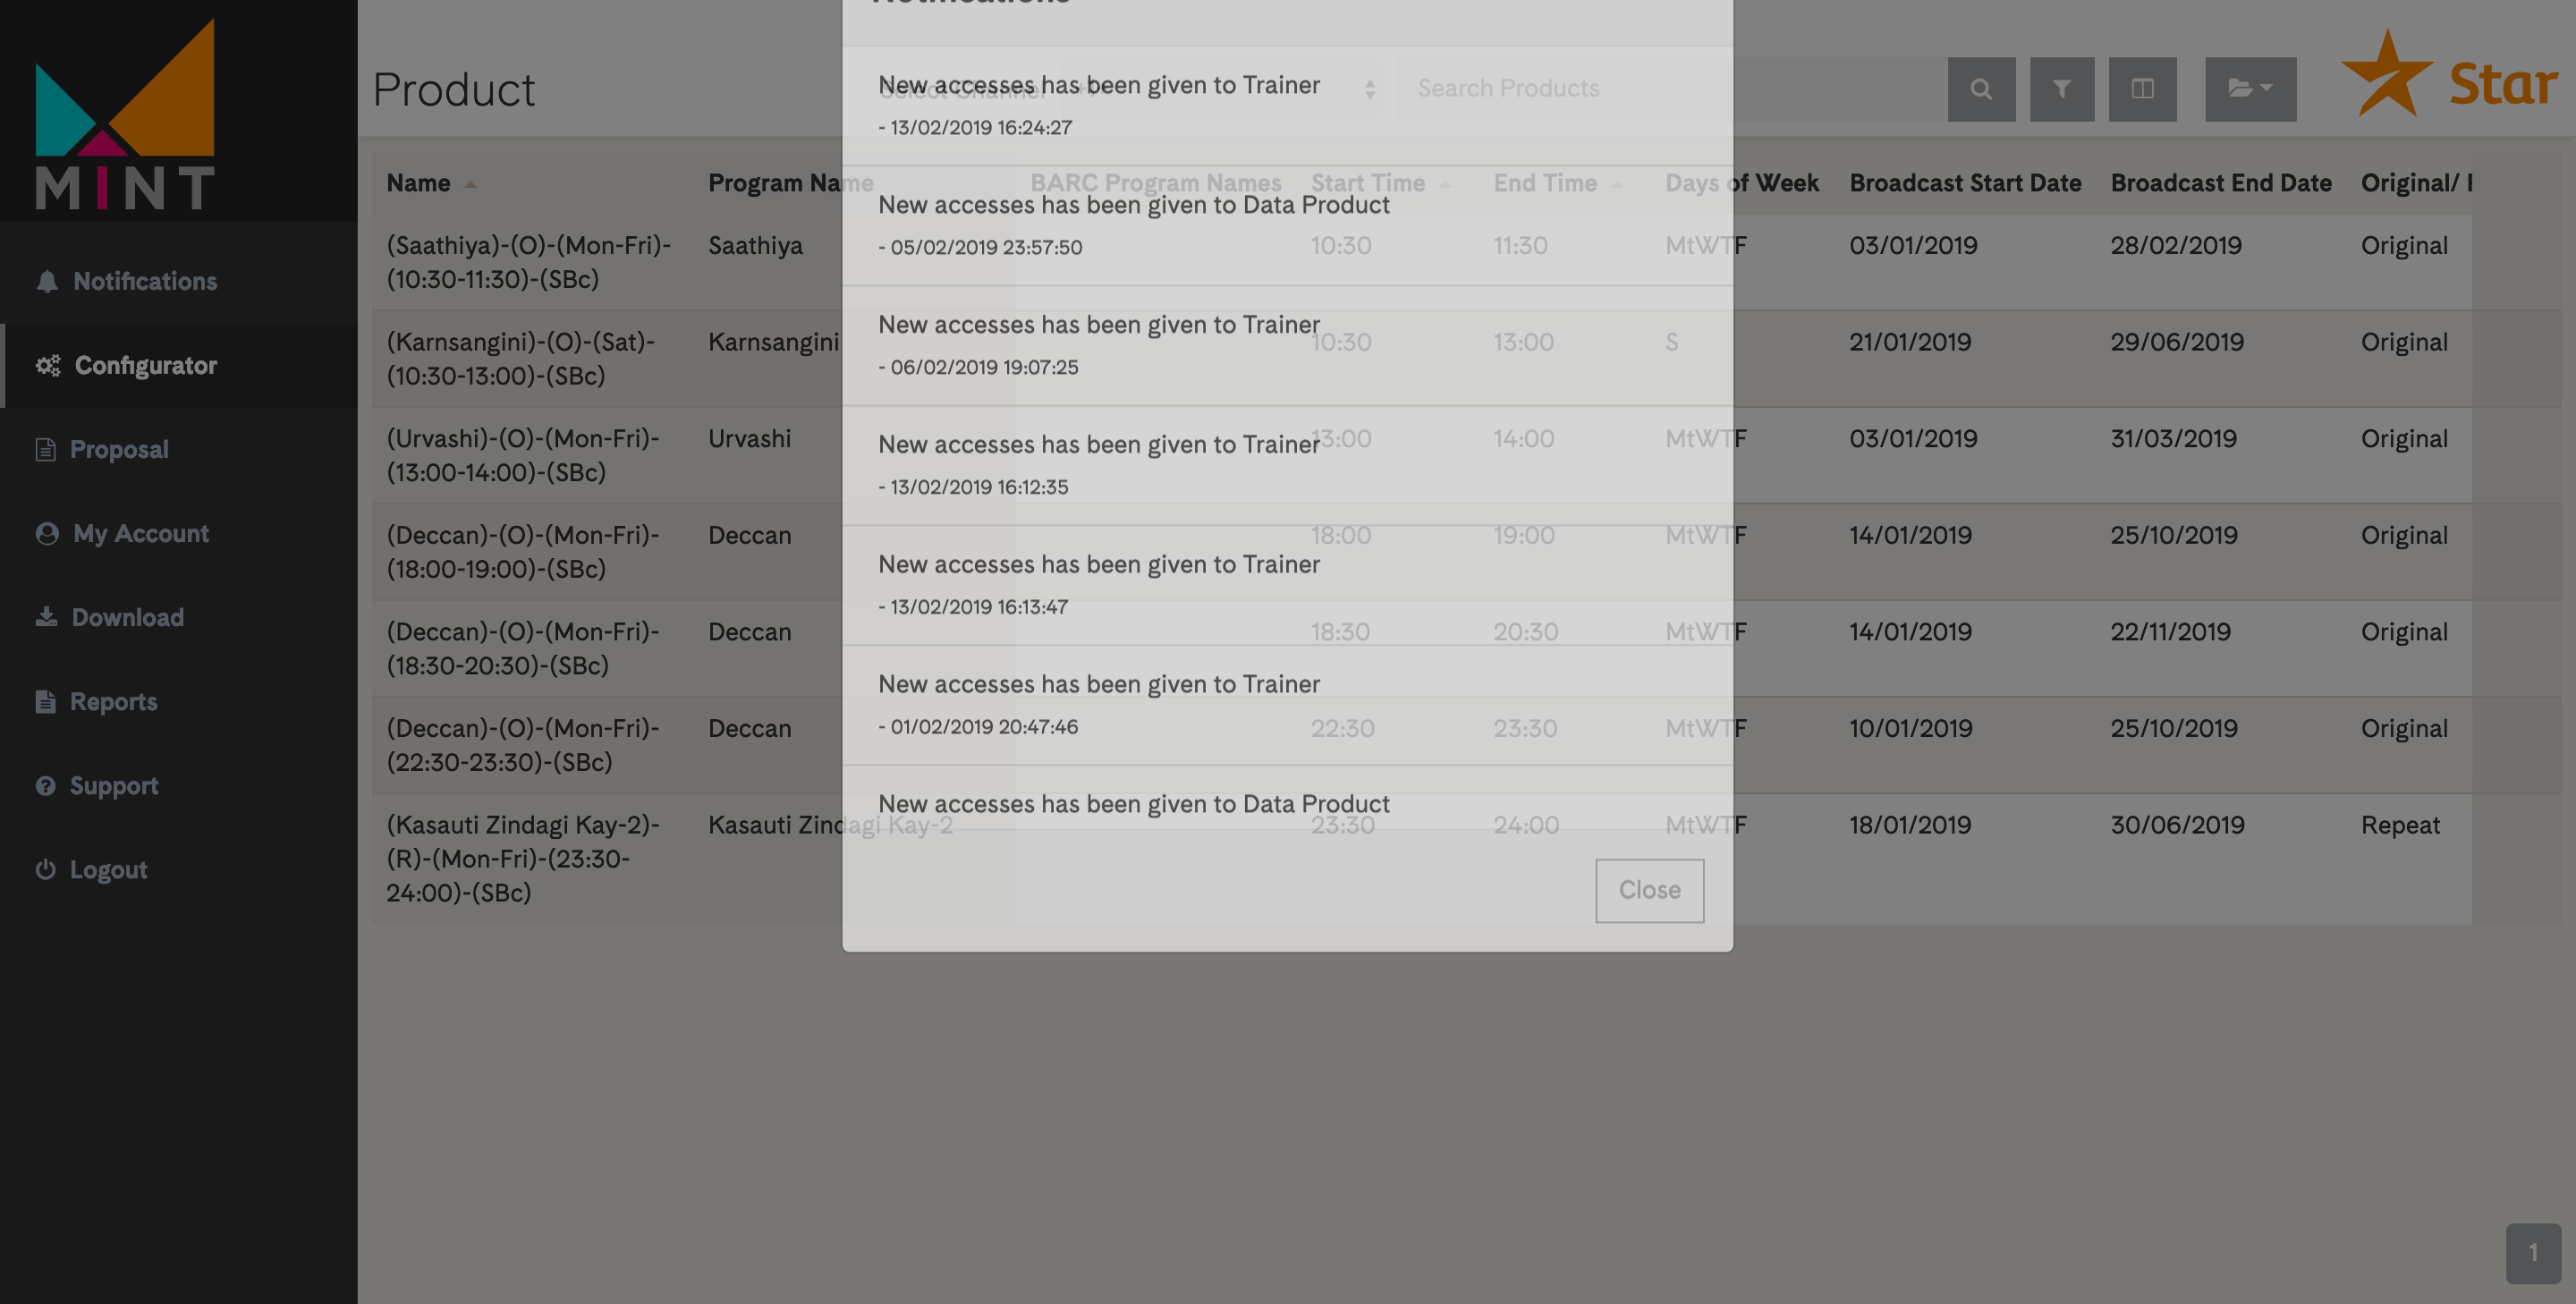 MINT
Notifications
Configurator
Proposal
My Account
Download
Reports
Support
Logout
Product
Select Channel
Search Products
Star
Name
Program Name
BARC Program Names
Start Time
End Time
Days of Week
Broadcast Start Date
Broadcast End Date
Original/
(Saathiya)-(O)-(Mon-Fri)-
(10:30-11:30)-(SBc)
Saathiya
10:30
11:30
MtWTF
03/01/2019
28/02/2019
Original
(Karnsangini)-(O)-(Sat)-
(10:30-13:00)-(SBc)
Karnsangini
10:30
13:00
S
21/01/2019
29/06/2019
Original
(Urvashi)-(O)-(Mon-Fri)-
(13:00-14:00)-(SBc)
Urvashi
13:00
14:00
MtWTF
03/01/2019
31/03/2019
Original
(Deccan)-(O)-(Mon-Fri)-
(18:00-19:00)-(SBc)
Deccan
18:00
19:00
MtWTF
14/01/2019
25/10/2019
Original
(Deccan)-(O)-(Mon-Fri)-
(18:30-20:30)-(SBc)
Deccan
18:30
20:30
MtWTF
14/01/2019
22/11/2019
Original
(Deccan)-(O)-(Mon-Fri)-
(22:30-23:30)-(SBc)
Deccan
22:30
23:30
MtWTF
10/01/2019
25/10/2019
Original
(Kasauti Zindagi Kay-2)-
(R)-(Mon-Fri)-(23:30-
24:00)-(SBc)
Kasauti Zindagi Kay-2
23:30
24:00
MtWTF
18/01/2019
30/06/2019
Repeat
Notifications
New accesses has been given to Trainer
- 13/02/2019 16:24:27
New accesses has been given to Data Product
- 05/02/2019 23:57:50
New accesses has been given to Trainer
- 06/02/2019 19:07:25
New accesses has been given to Trainer
- 13/02/2019 16:12:35
New accesses has been given to Trainer
- 13/02/2019 16:13:47
New accesses has been given to Trainer
- 01/02/2019 20:47:46
New accesses has been given to Data Product
Close
1